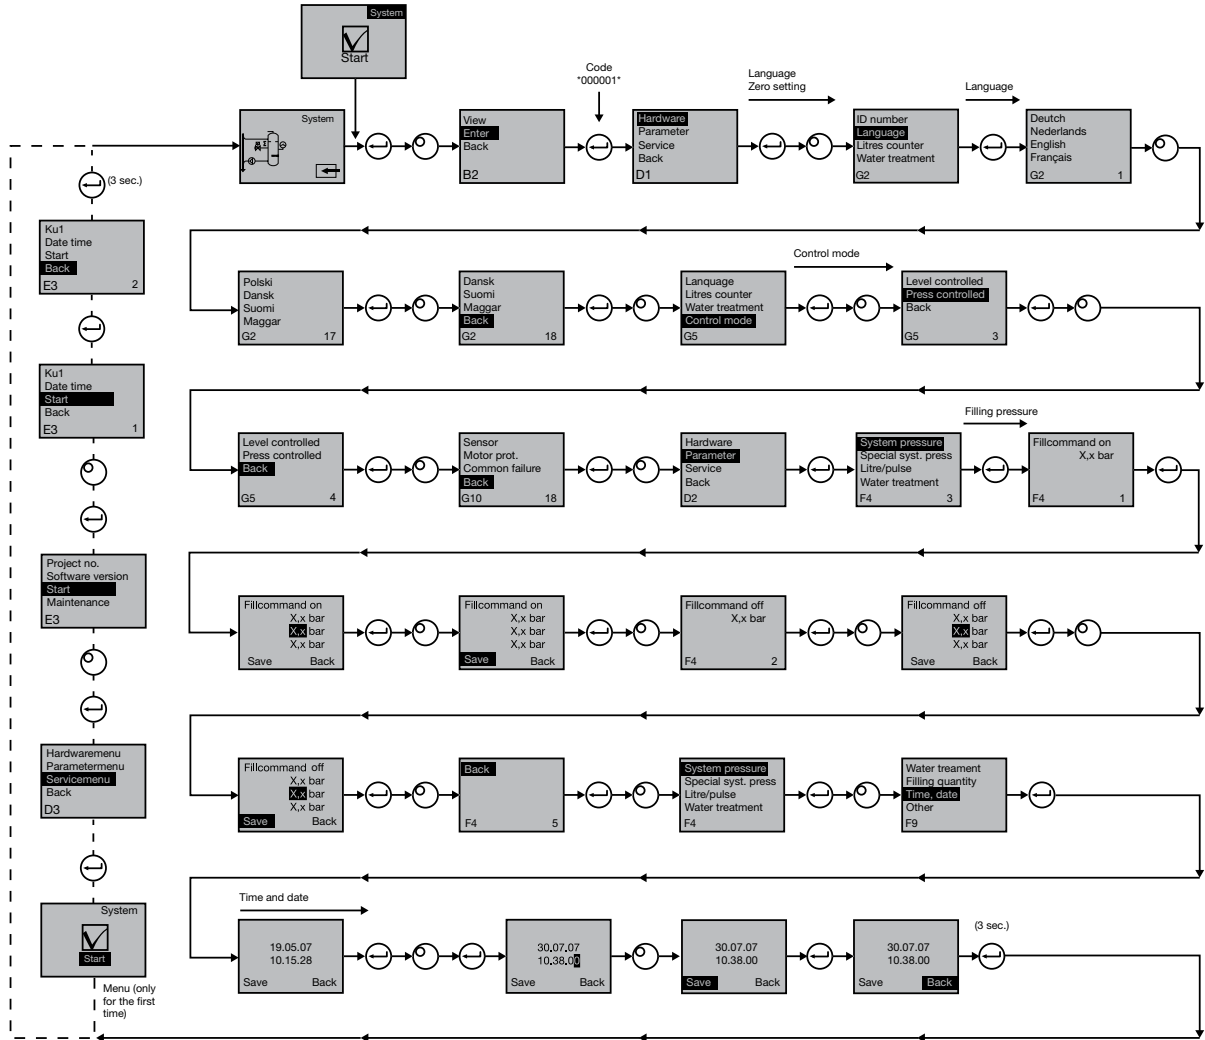 System
Start
Code
"000001"
Language
Zero setting
Language
System
View
Enter
Back
B2
Hardware
Parameter
Service
Back
D1
ID number
Language
Litres counter
Water treatment
G2
Deutch
Nederlands
English
Français
G2 1
(3 sec.)
Ku1
Date time
Start
Back
E3 2
Control mode
Polski
Dansk
Suomi
Maggar
G2 17
Dansk
Suomi
Maggar
Back
G2 18
Lanquage
Litres counter
Water treatment
Control mode
G5
Level controlled
Press controlled
Back
G5 3
Ku1
Date time
Start
Back
E3 1
Filling pressure
Level controlled
Press controlled
Back
G5 4
Sensor
Motor prot.
Common failure
Back
G10 18
Hardware
Parameter
Service
Back
D2
System pressure
Special syst. press
Litre/pulse
Water treatment
F4 3
Fillcommand on
X,x bar
F4 1
Project no.
Software version
Start
Maintenance
E3
Fillcommand on
X,x bar
X,x bar
X,x bar
Save Back
Fillcommand on
X,x bar
X,x bar
X,x bar
Save Back
Fillcommand off
X,x bar
F4 2
Fillcommand off
X,x bar
X,x bar
X,x bar
Save Back
Hardwaremenu
Parametermenu
Servicemenu
Back
D3
Fillcommand off
X,x bar
X,x bar
X,x bar
Save Back
Back
F4 5
System pressure
Special syst. press
Litre/pulse
Water treatment
F4
Water treament
Filling quantity
Time, date
Other
F9
System
Start
Menu (only
for the first
time)
Time and date
19.05.07
10.15.28
Save Back
30.07.07
10.38.00
Save Back
30.07.07
10.38.00
Save Back
30.07.07
10.38.00
Save Back
(3 sec.)